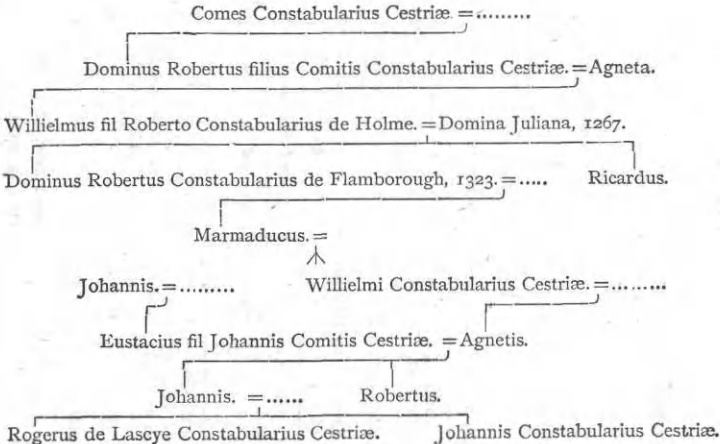 Comes Constabularius Cestriæ. = .........
Dominus Robertus filius Comitis Constabularius Cestriæ. = Agneta.
Willielmus fil Roberto Constabularius de Holme. = Domina Juliana, 1267.
Dominus Robertus Constabularius de Flamborough, 1323. = ..... Ricardus.
Marmaducus. =
Johannis. = ......... Willielmi Constabularius Cestriæ. = .........
Eustacius fil Johannis Comitis Cestriæ. = Agnetis.
Johannis. = ...... Robertus.
Rogerus de Lascye Constabularius Cestriæ. Johannis Constabularius Cestriæ.